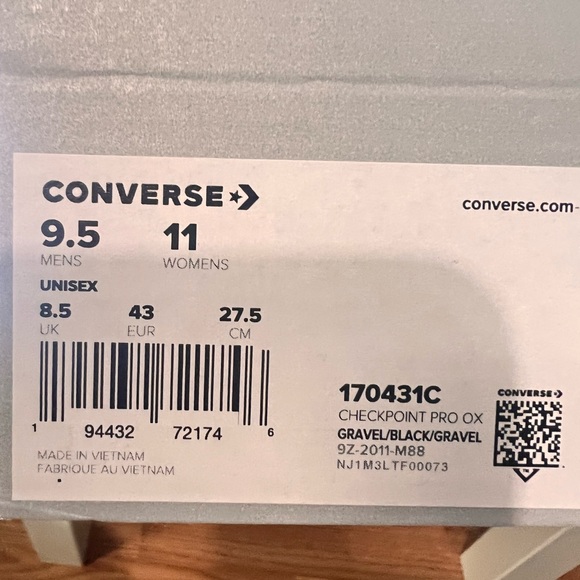 CONVERSE
converse.com-
9.5 11
MENS WOMENS
UNISEX
8.5 43 27.5
UK EUR CM
1 94432 72174 6
MADE IN VIETNAM
FABRIQUE AU VIETNAM
170431C
CHECKPOINT PRO OX
GRAVEL/BLACK/GRAVEL
9Z-2011-M88
NJ1M3LTF00073
CONVERSE